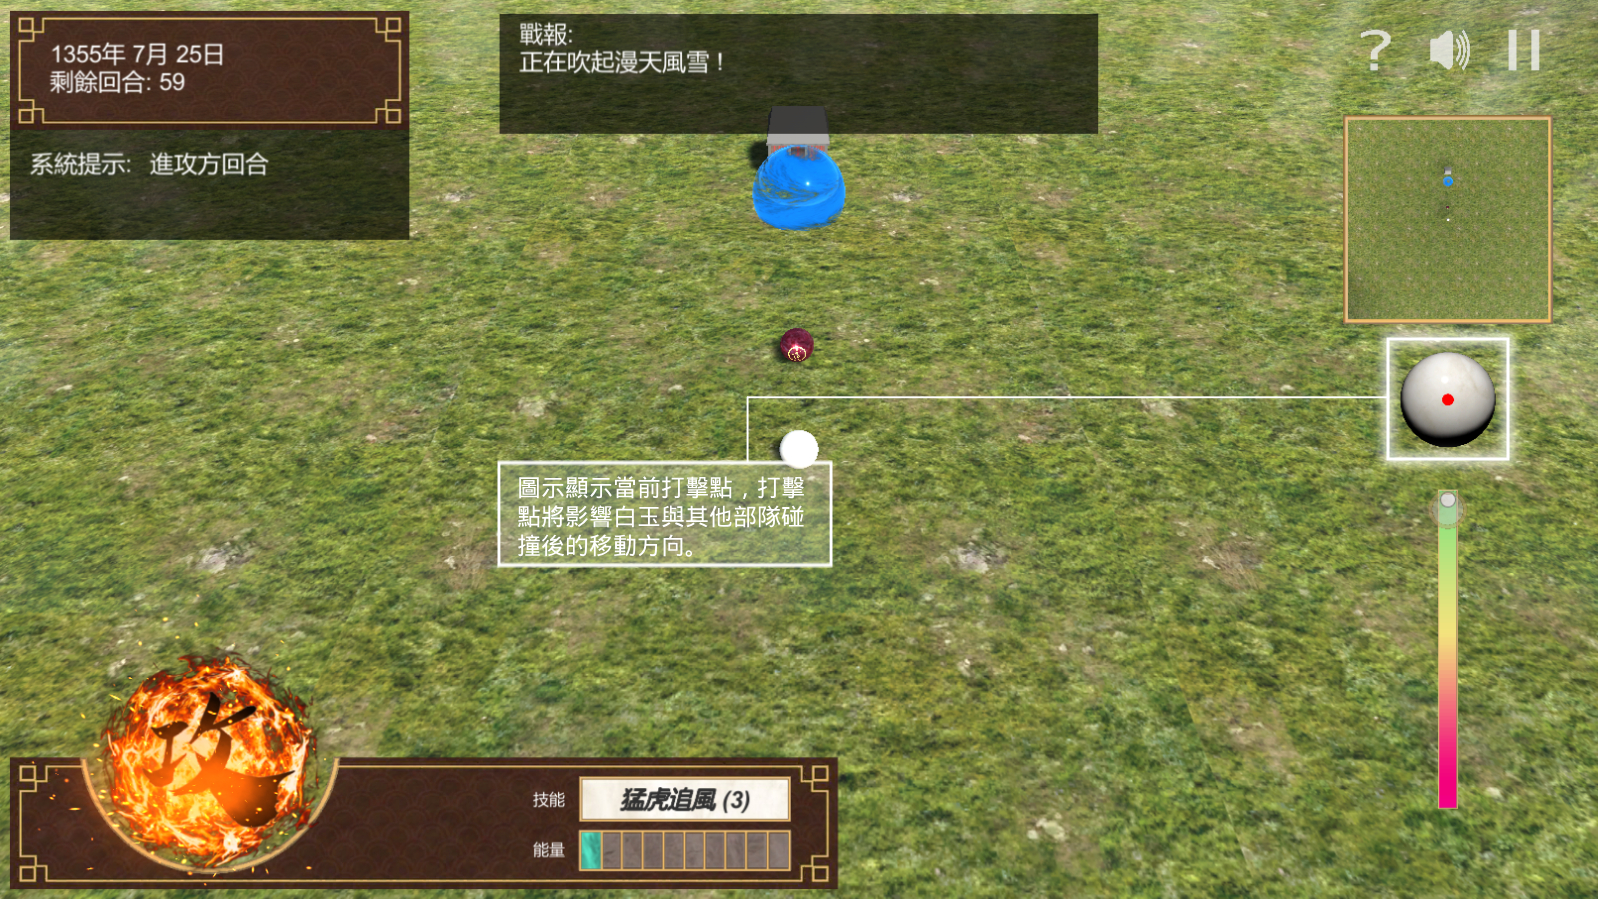 1355年 7月 25日
剩餘回合: 59
系統提示: 進攻方回合
戰報:
正在吹起漫天風雪！
?
圖示顯示當前打擊點，打擊
點將影響白玉與其他部隊碰
撞後的移動方向。
攻
技能
猛虎追風 (3)
能量